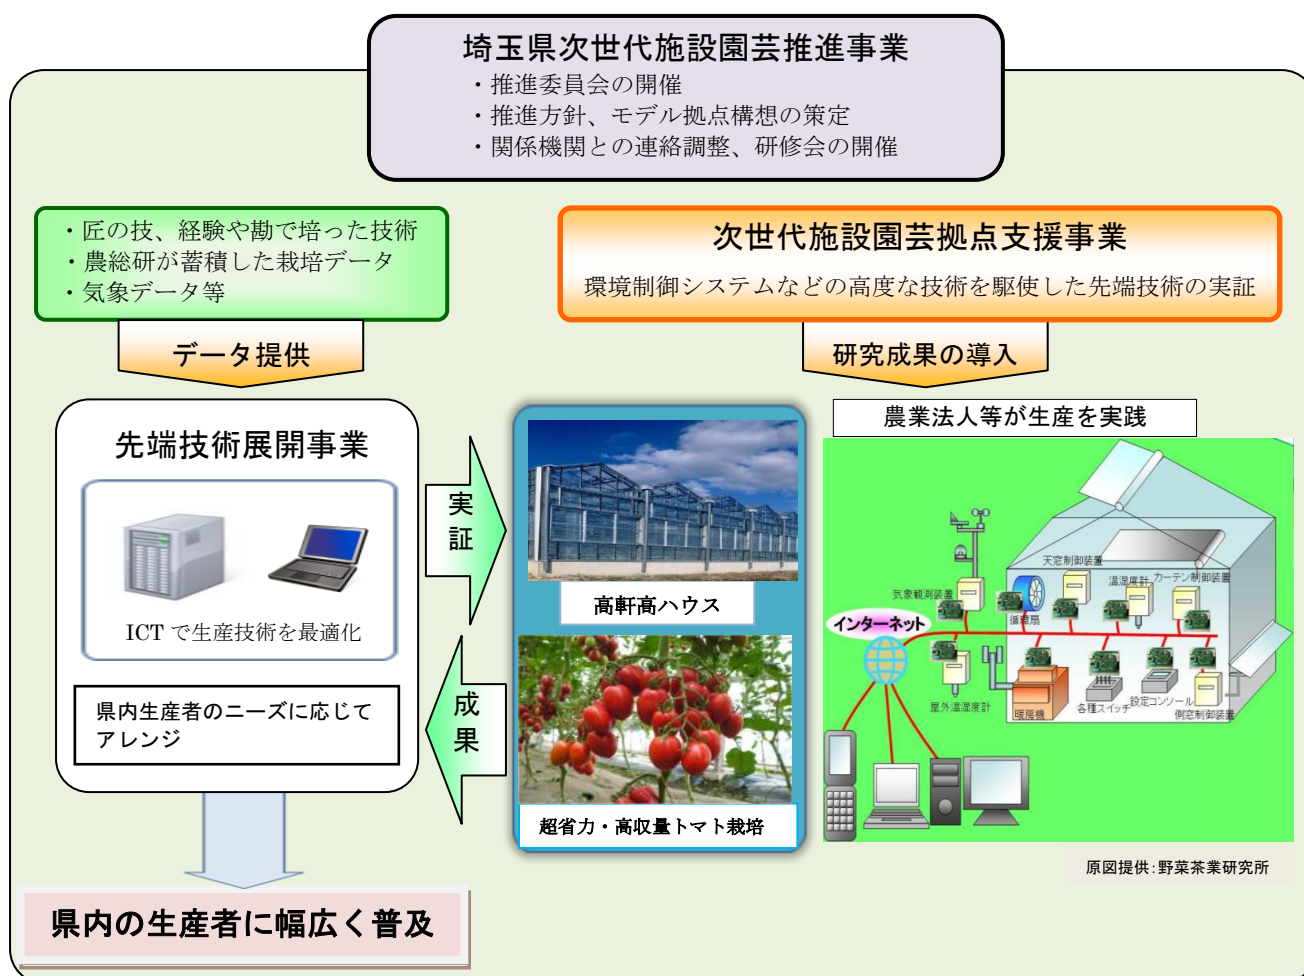 埼玉県次世代施設園芸推進事業
・推進委員会の開催
・推進方針、モデル拠点構想の策定
・関係機関との連絡調整、研修会の開催
・匠の技、経験や勘で培った技術
・農総研が蓄積した栽培データ
・気象データ等
次世代施設園芸拠点支援事業
環境制御システムなどの高度な技術を駆使した先端技術の実証
データ提供
研究成果の導入
先端技術展開事業
ICT で生産技術を最適化
県内生産者のニーズに応じて
アレンジ
実証
成果
高軒高ハウス
超省力・高収量トマト栽培
農業法人等が生産を実践
天窓制御装置
温湿度計
カーテン制御装置
気象観測装置
循環扇
インターネット
屋外温湿度計
暖房機
各種スイッチ
設定コンソール
側窓制御装置
原図提供:野菜茶業研究所
県内の生産者に幅広く普及